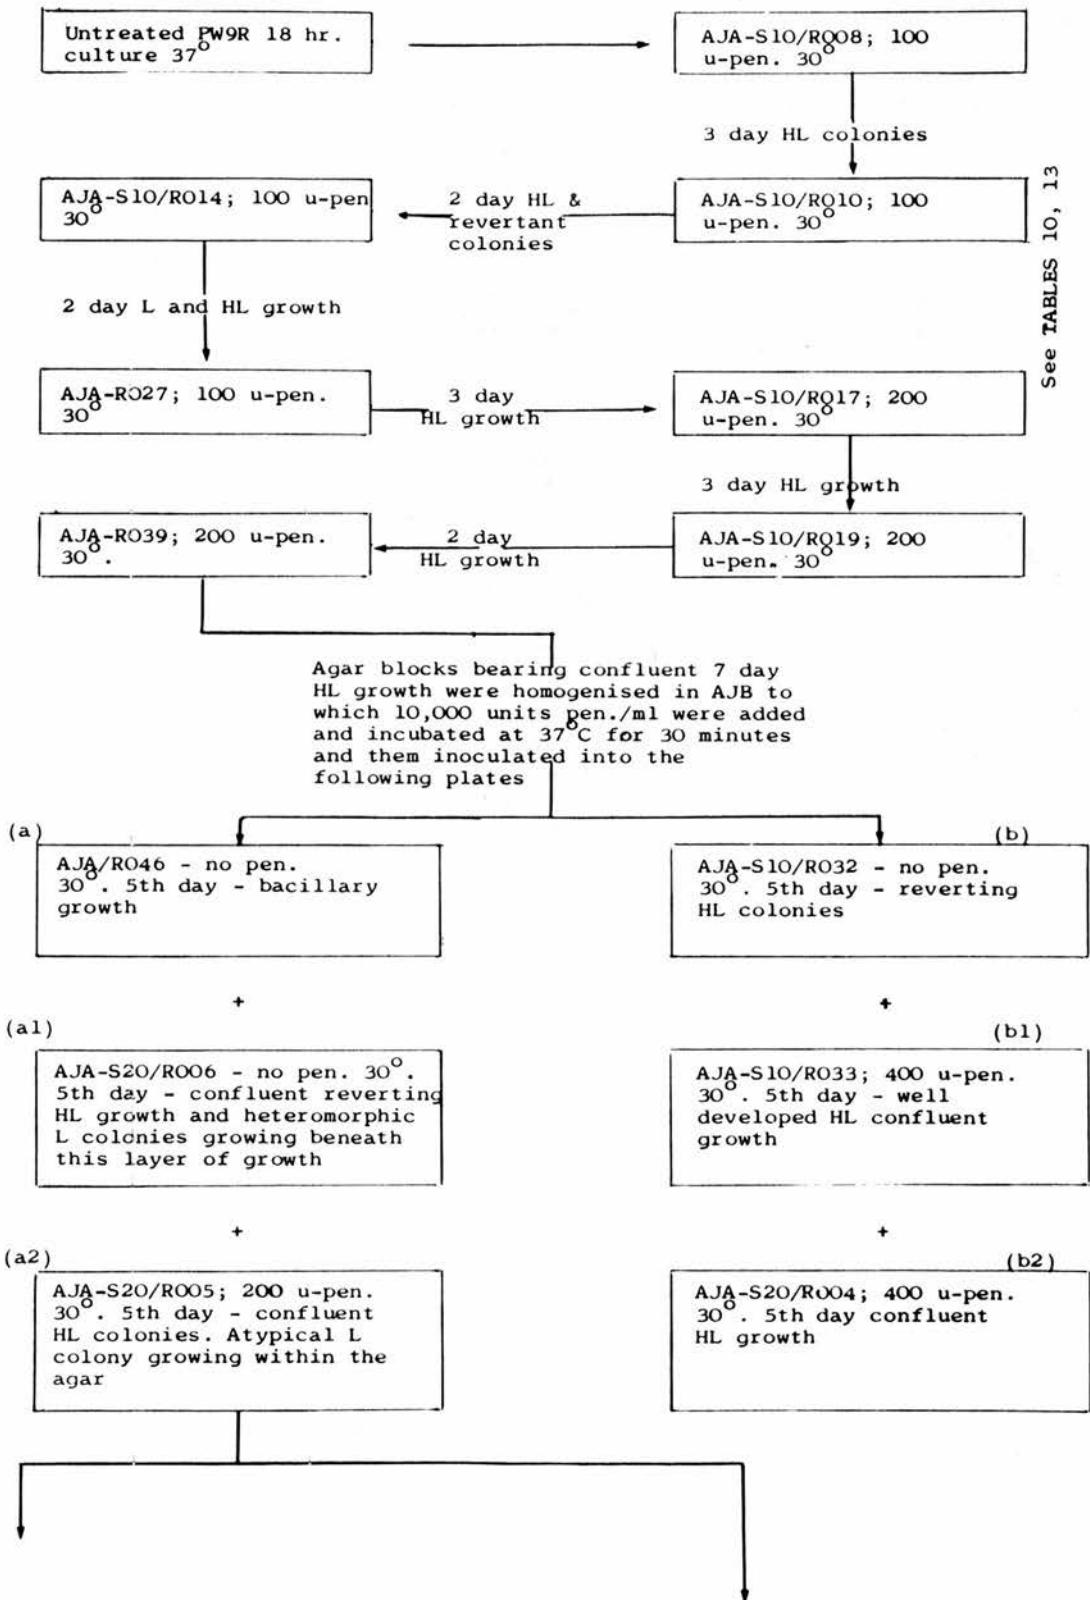 Untreated PW9R 18 hr.
culture 37°
AJA-S10/R008; 100
u-pen. 30°
3 day HL colonies
AJA-S10/R010; 100
u-pen. 30°
2 day HL &
revertant
colonies
AJA-S10/R014; 100 u-pen
30°
See TABLES 10, 13
2 day L and HL growth
AJA-R027; 100 u-pen.
30°
3 day
HL growth
AJA-S10/R017; 200
u-pen. 30°
3 day HL growth
AJA-S10/R019; 200
u-pen. 30°
2 day
HL growth
AJA-R039; 200 u-pen.
30°.
Agar blocks bearing confluent 7 day
HL growth were homogenised in AJB to
which 10,000 units pen./ml were added
and incubated at 37°C for 30 minutes
and them inoculated into the
following plates
(a)
AJA/R046 - no pen.
30°. 5th day - bacillary
growth
(b)
AJA-S10/R032 - no pen.
30°. 5th day - reverting
HL colonies
+
+
(a1)
AJA-S20/R006 - no pen. 30°.
5th day - confluent reverting
HL growth and heteromorphic
L colonies growing beneath
this layer of growth
(b1)
AJA-S10/R033; 400 u-pen.
30°. 5th day - well
developed HL confluent
growth
+
+
(a2)
AJA-S20/R005; 200 u-pen.
30°. 5th day - confluent
HL colonies. Atypical L
colony growing within the
agar
(b2)
AJA-S20/R004; 400 u-pen.
30°. 5th day confluent
HL growth